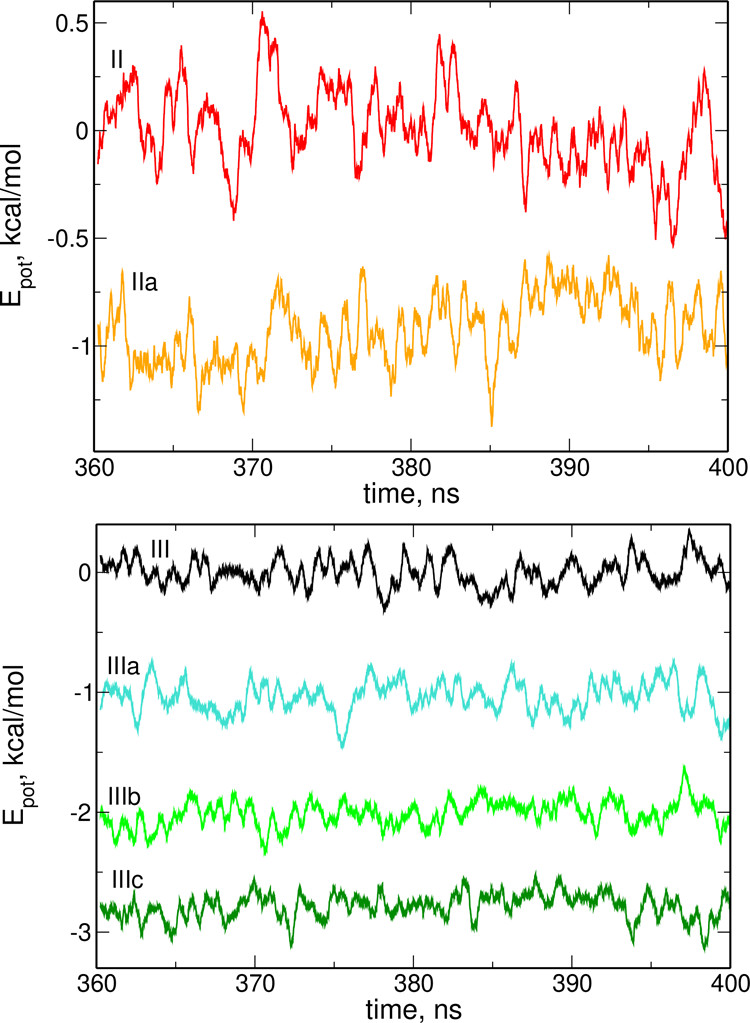 0.5
II
0
-0.5
IIa
-1
E_pot, kcal/mol
360 370 380 390 400
time, ns
III
0
IIIa
-1
IIIb
-2
IIIc
-3
E_pot, kcal/mol
360 370 380 390 400
time, ns